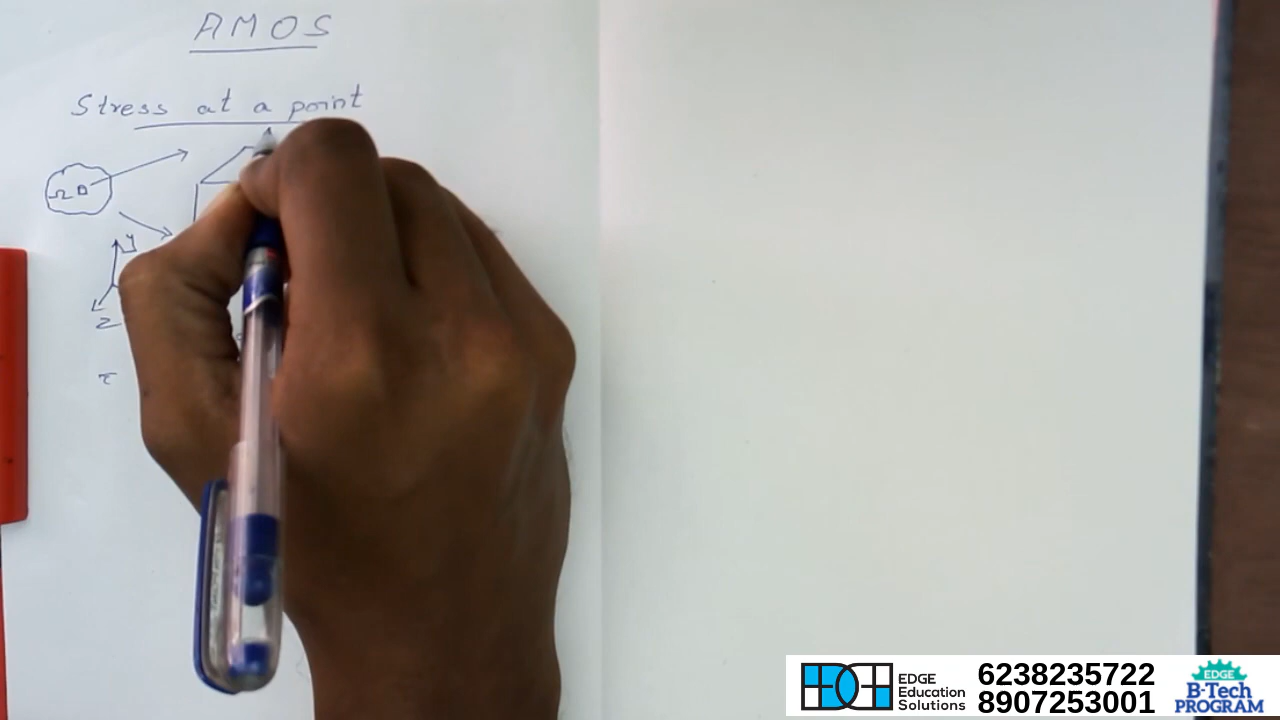 AMOS
Stress at a point
y
z
τ
EDGE
Education
Solutions
6238235722
8907253001
EDGE
B-Tech
PROGRAM